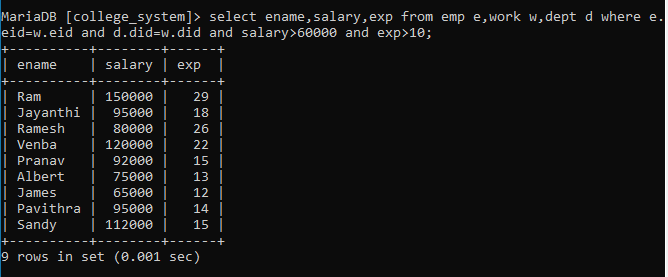 MariaDB [college_system]> select ename,salary,exp from emp e,work w,dept d where e.
eid=w.eid and d.did=w.did and salary>60000 and exp>10;
+----------+--------+------+
| ename    | salary | exp  |
+----------+--------+------+
| Ram      | 150000 |   29 |
| Jayanthi |  95000 |   18 |
| Ramesh   |  80000 |   26 |
| Venba    | 120000 |   22 |
| Pranav   |  92000 |   15 |
| Albert   |  75000 |   13 |
| James    |  65000 |   12 |
| Pavithra |  95000 |   14 |
| Sandy    | 112000 |   15 |
+----------+--------+------+
9 rows in set (0.001 sec)